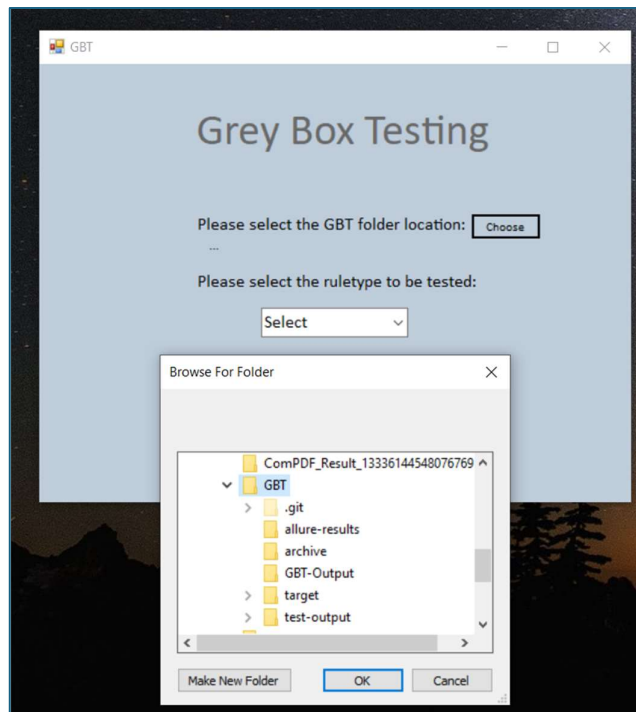 GBT
Grey Box Testing
Please select the GBT folder location: Choose
...
Please select the ruletype to be tested:
Select
Browse For Folder
ComPDF_Result_13336144548076769
GBT
.git
allure-results
archive
GBT-Output
target
test-output
Make New Folder OK Cancel